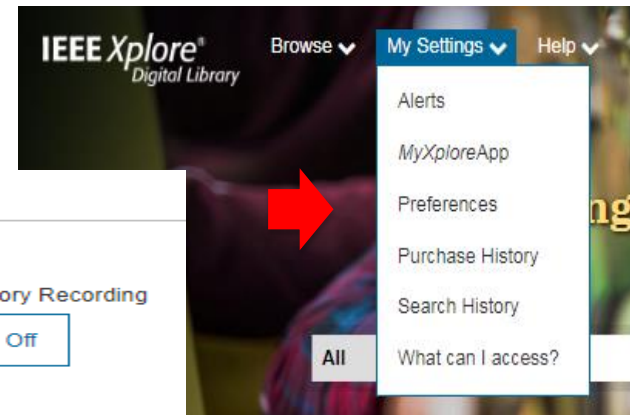 IEEE Xplore®
Digital Library
Browse My Settings Help
Alerts
MyXploreApp
Preferences
Purchase History
Search History
What can I access?
All
Recording
Off